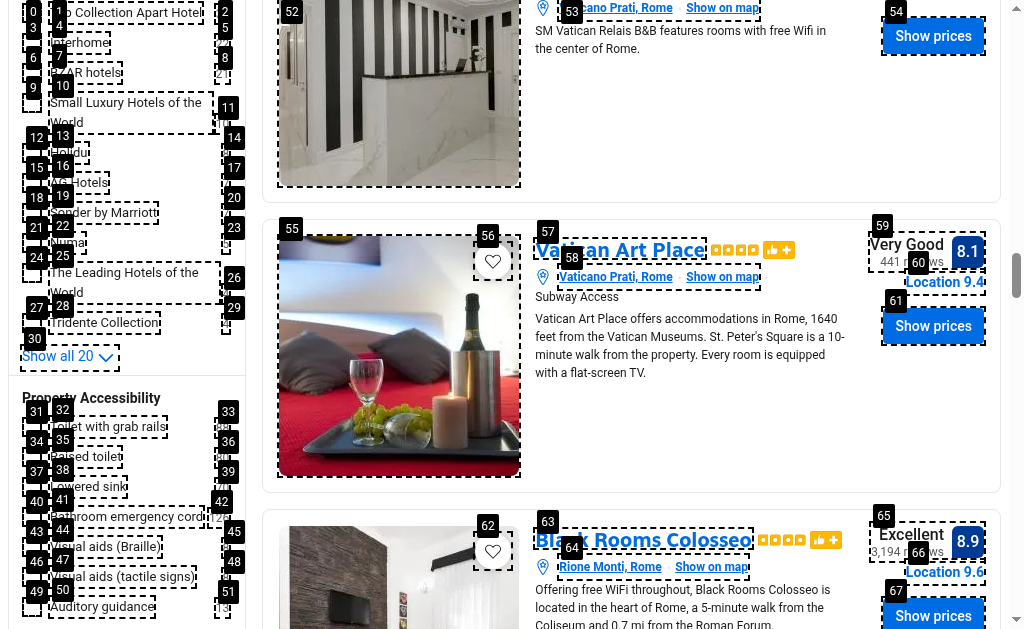 Collection Apart Hotel
Interhome
BZAR hotels
21
Small Luxury Hotels of the
World
Holidu
AG Hotels
Sonder by Marriott
Numa
The Leading Hotels of the
World
Tridente Collection
Show all 20
Property Accessibility
Toilet with grab rails
Raised toilet
Lowered sink
Bathroom emergency cord
126
Visual aids (Braille)
Visual aids (tactile signs)
Auditory guidance
13
0
1
2
3
4
5
6
7
8
9
10
11
12
13
14
15
16
17
18
19
20
21
22
23
24
25
26
27
28
29
30
31
32
33
34
35
36
37
38
39
40
41
42
43
44
45
46
47
48
49
50
51
52
53
54
Vaticano Prati, Rome · Show on map
SM Vatican Relais B&B features rooms with free Wifi in
the center of Rome.
Show prices
55
56
57
58
59
60
61
Vatican Art Place
Vaticano Prati, Rome · Show on map
Subway Access
Vatican Art Place offers accommodations in Rome, 1640
feet from the Vatican Museums. St. Peter's Square is a 10-
minute walk from the property. Every room is equipped
with a flat-screen TV.
Very Good
441 reviews
8.1
Location 9.4
Show prices
62
63
64
65
66
67
Black Rooms Colosseo
Rione Monti, Rome · Show on map
Offering free WiFi throughout, Black Rooms Colosseo is
located in the heart of Rome, a 5-minute walk from the
Coliseum and 0.7 mi from the Roman Forum.
Excellent
3,194 reviews
8.9
Location 9.6
Show prices